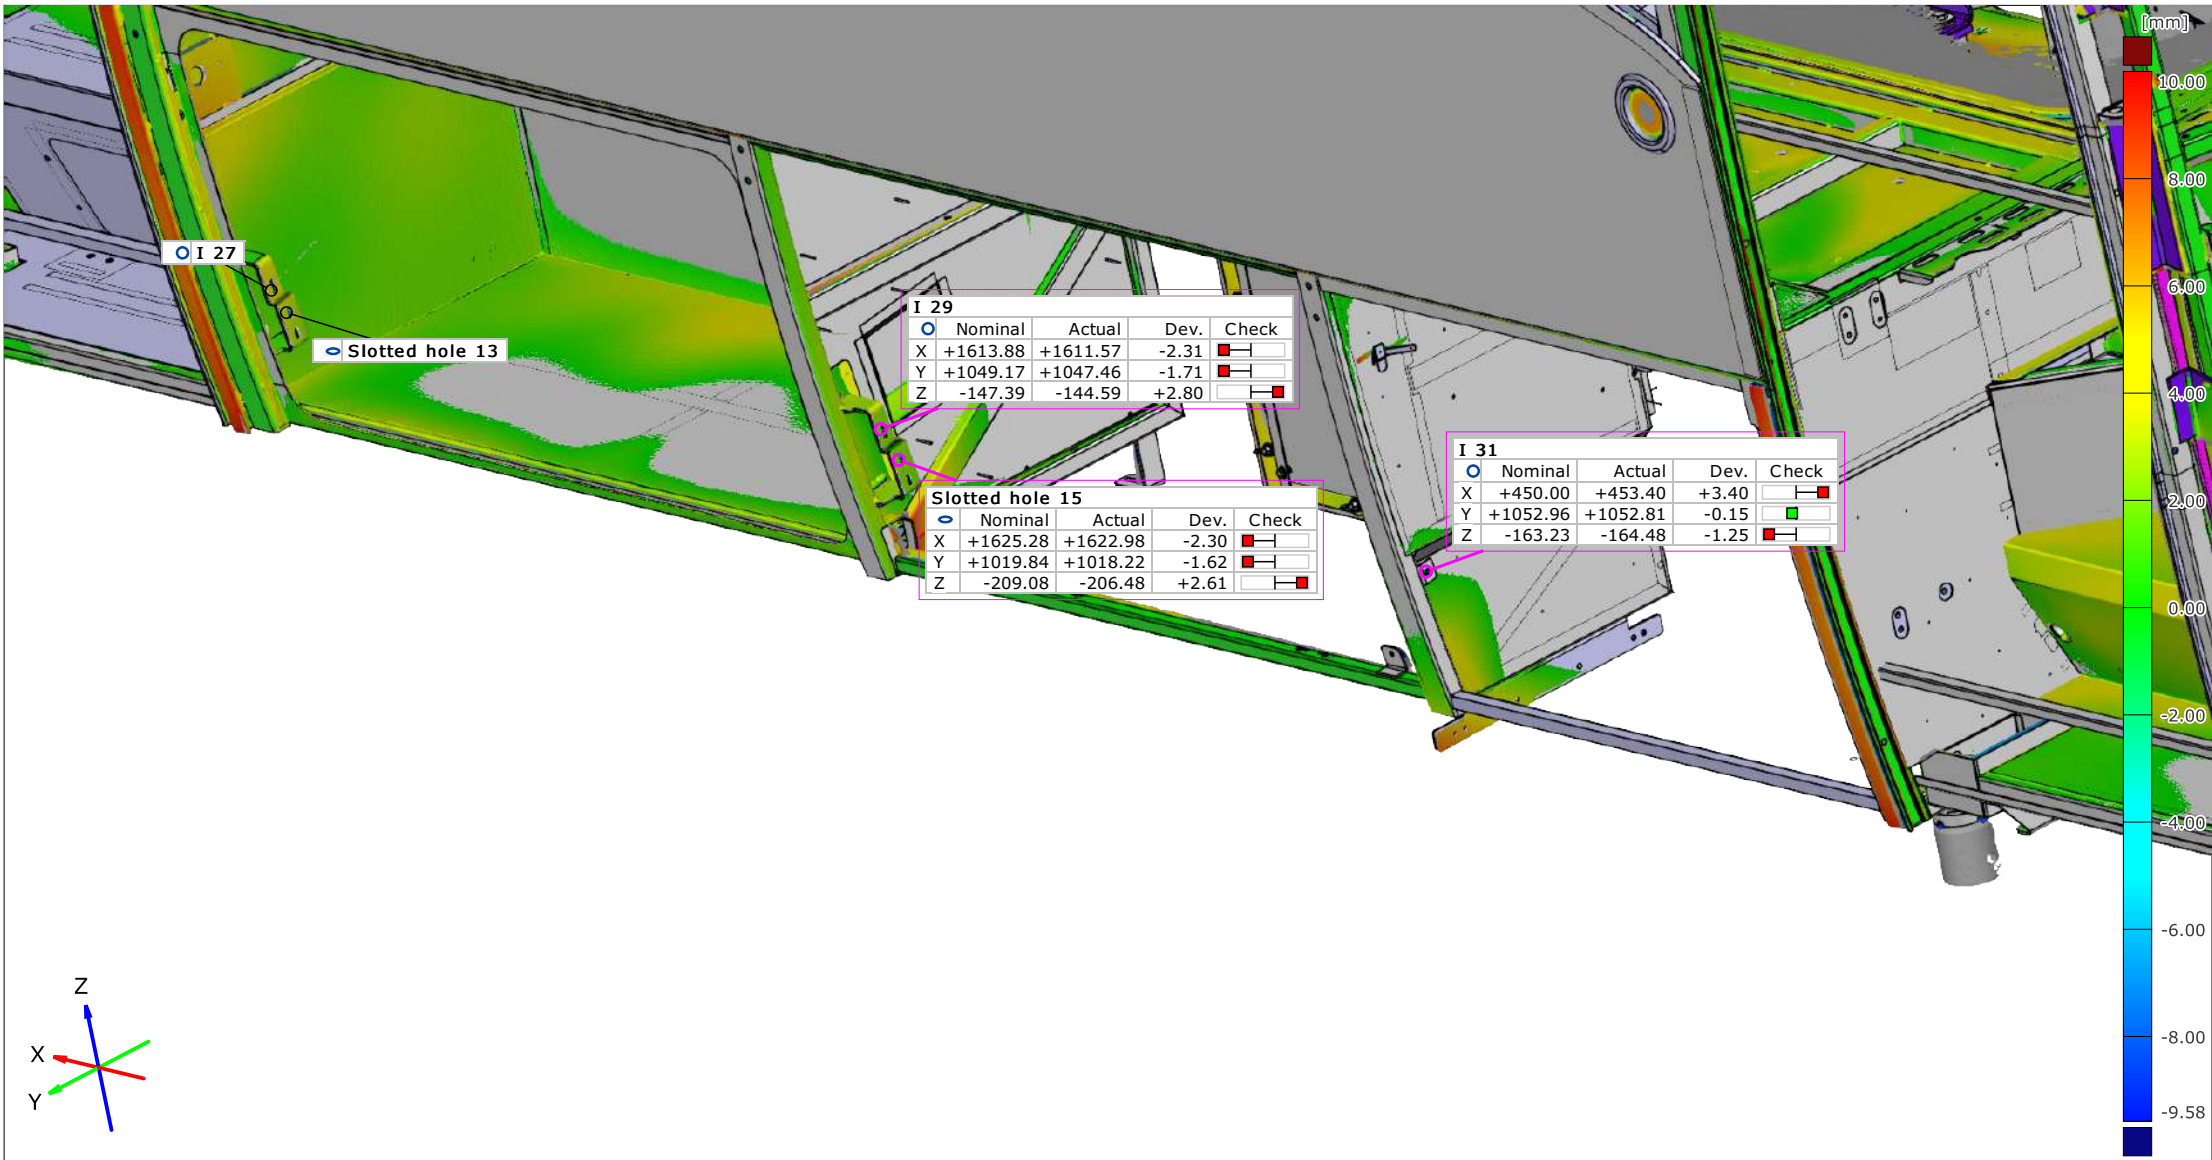 [mm]
10.00
8.00
6.00
4.00
2.00
0.00
-2.00
-4.00
-6.00
-8.00
-9.58
I 27
Slotted hole 13
I 29
Nominal Actual Dev. Check
X +1613.88 +1611.57 -2.31
Y +1049.17 +1047.46 -1.71
Z -147.39 -144.59 +2.80
I 31
Nominal Actual Dev. Check
X +450.00 +453.40 +3.40
Y +1052.96 +1052.81 -0.15
Z -163.23 -164.48 -1.25
Slotted hole 15
Nominal Actual Dev. Check
X +1625.28 +1622.98 -2.30
Y +1019.84 +1018.22 -1.62
Z -209.08 -206.48 +2.61
Z
X
Y